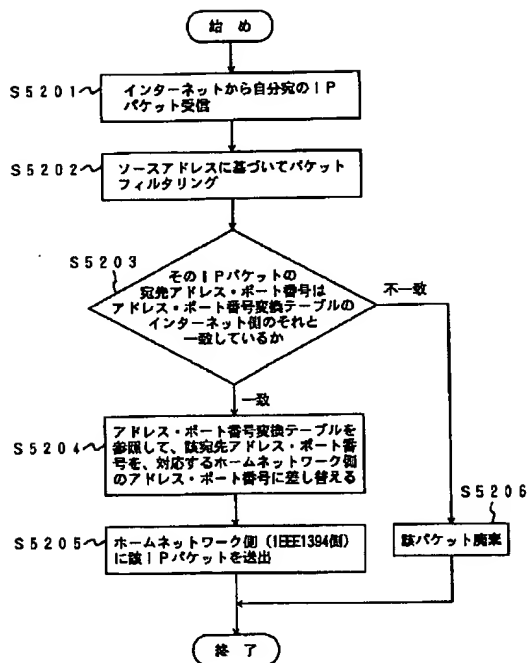 始め
S5201
インターネットから自分宛のIP
パケット受信
S5202
ソースアドレスに基づいてパケット
フィルタリング
S5203
そのIPパケットの
宛先アドレス・ポート番号は
アドレス・ポート番号変換テーブルの
インターネット側のそれと
一致しているか
不一致
一致
S5204
アドレス・ポート番号変換テーブルを
参照して、該宛先アドレス・ポート番
号を、対応するホームネットワーク側
のアドレス・ポート番号に差し替える
S5206
該パケット廃棄
S5205
ホームネットワーク側(IEEE1394側)
に該IPパケットを送出
終了